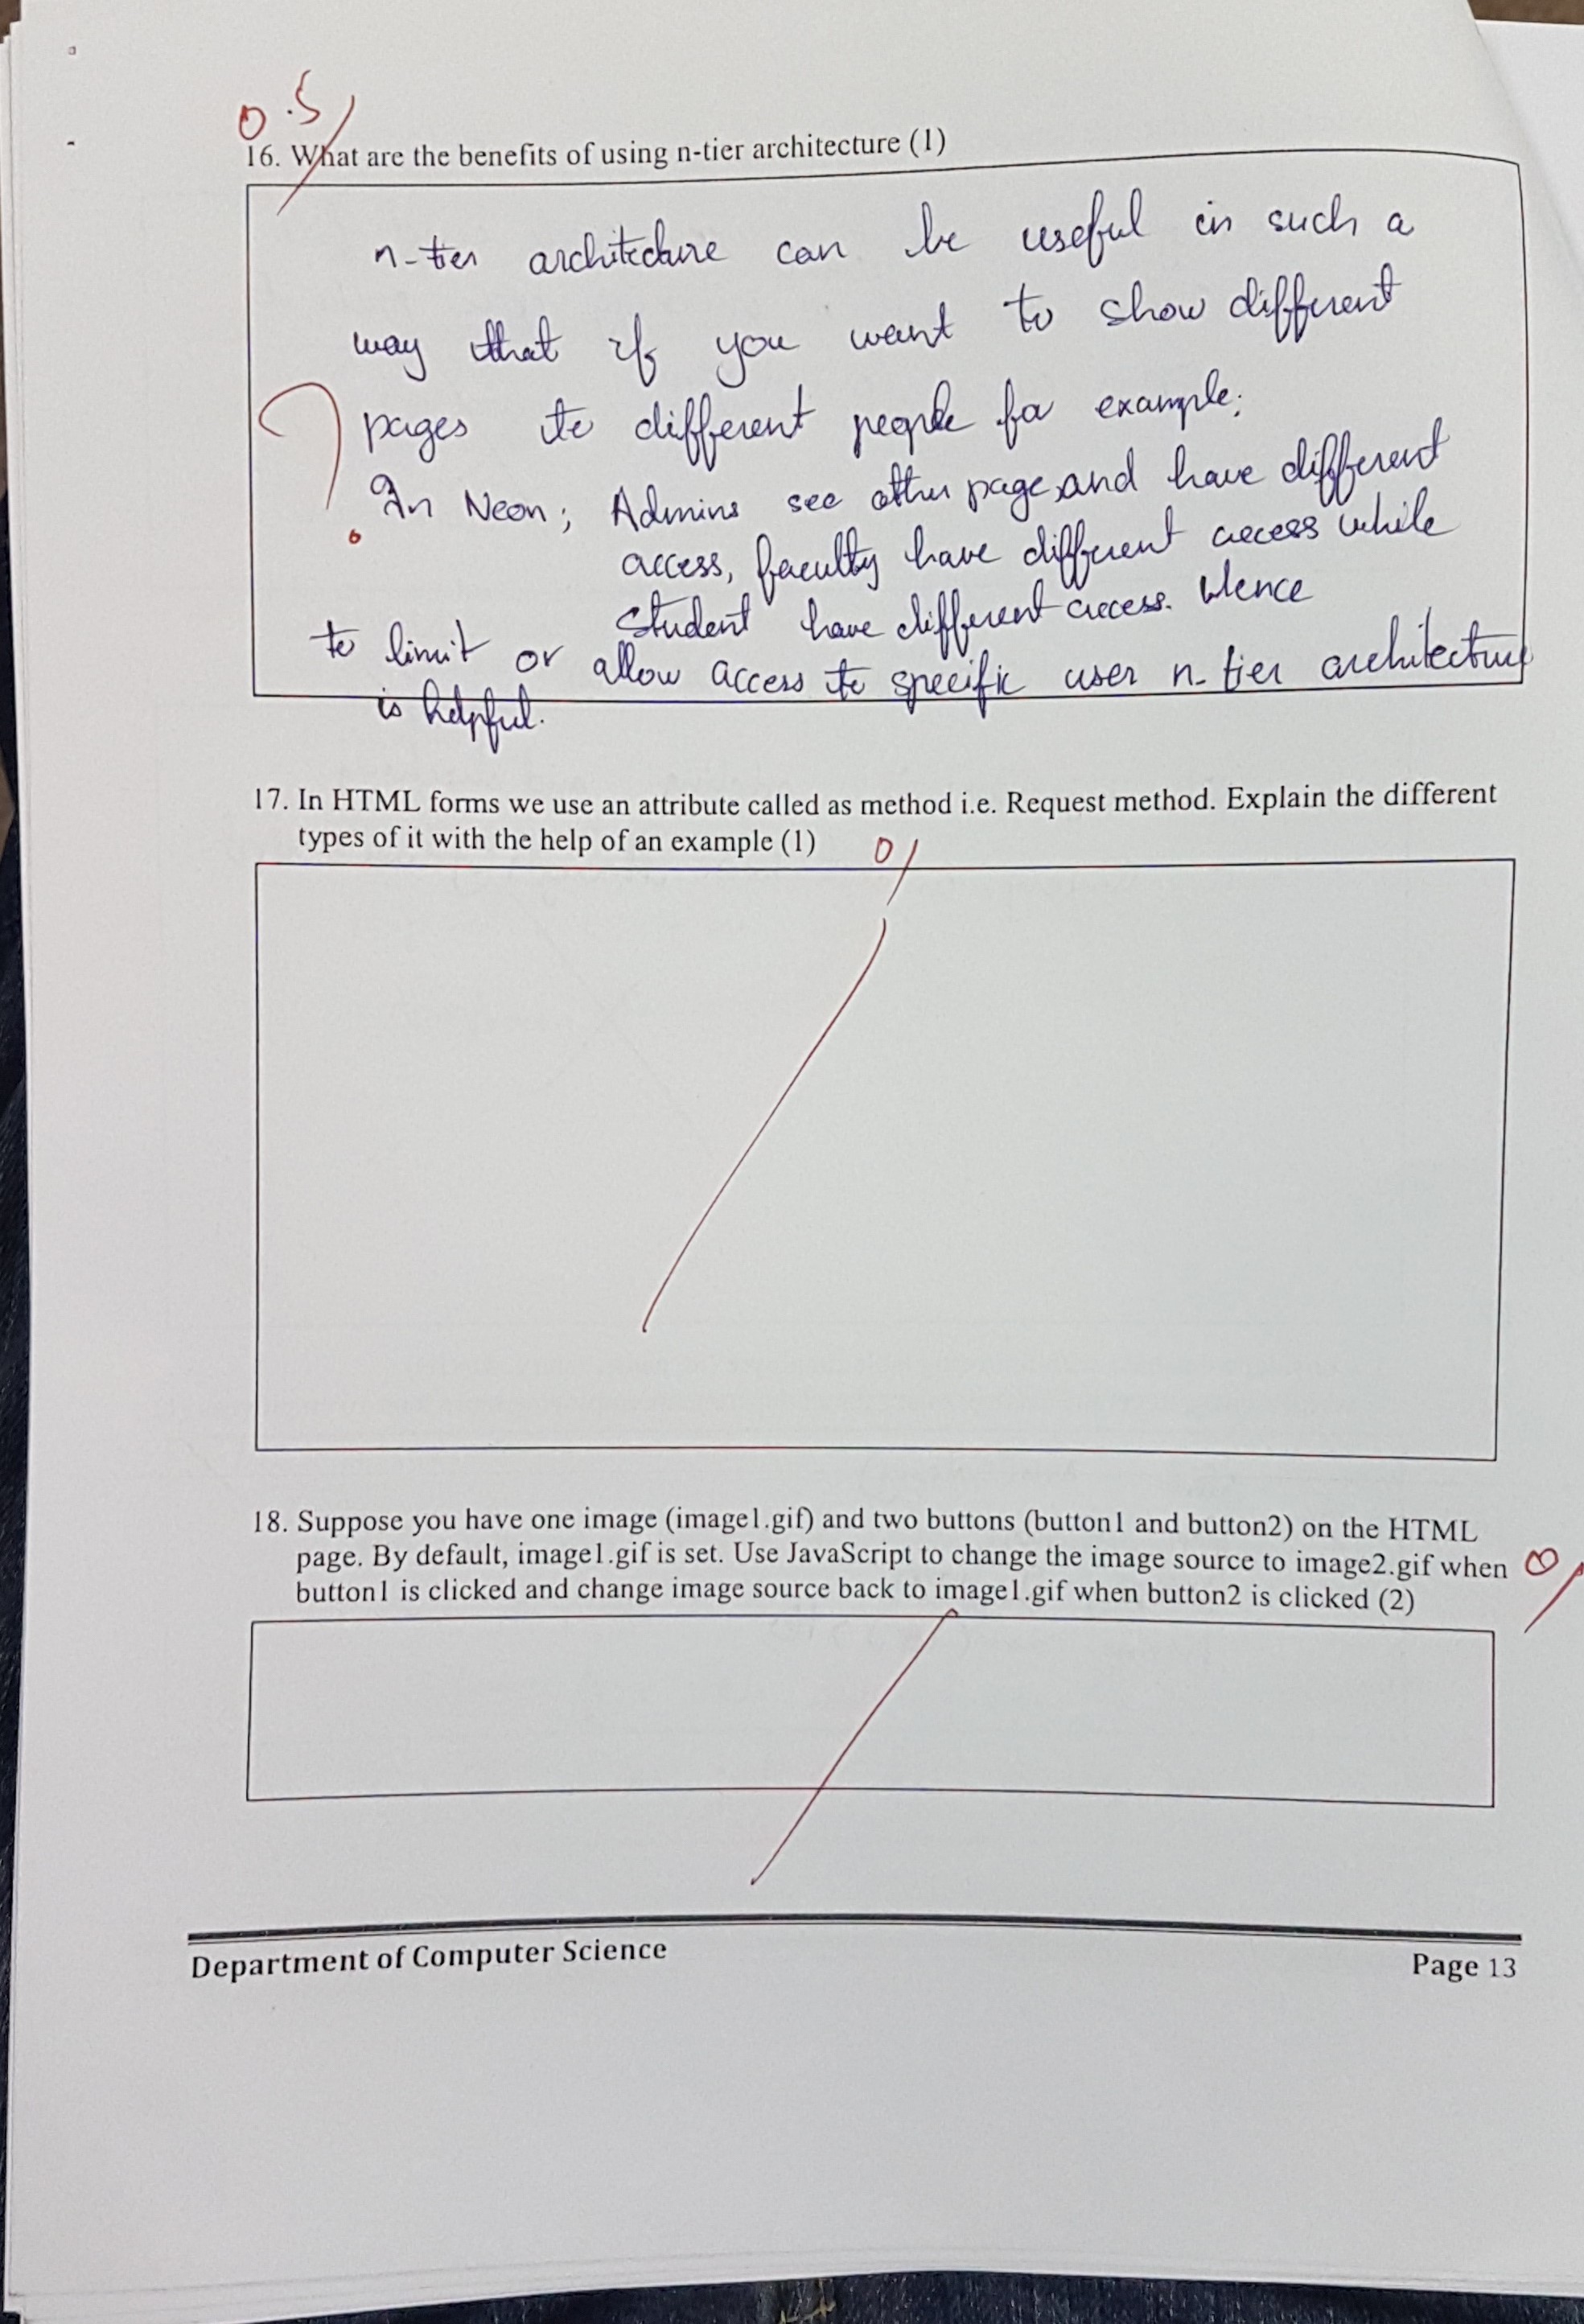 0.5/
16. What are the benefits of using n-tier architecture (1)
n-tier architecture can be useful in such a
way that if you want to show different
pages to different people for example;
?
In Neon; Admins see other page and have different
access, faculty have different access while
student have different access. Hence
to limit or allow access to specific user n-tier architecture
is helpful.
17. In HTML forms we use an attribute called as method i.e. Request method. Explain the different
types of it with the help of an example (1)
0/
18. Suppose you have one image (image1.gif) and two buttons (button1 and button2) on the HTML
page. By default, image1.gif is set. Use JavaScript to change the image source to image2.gif when
button1 is clicked and change image source back to image1.gif when button2 is clicked (2)
0/
Department of Computer Science
Page 13